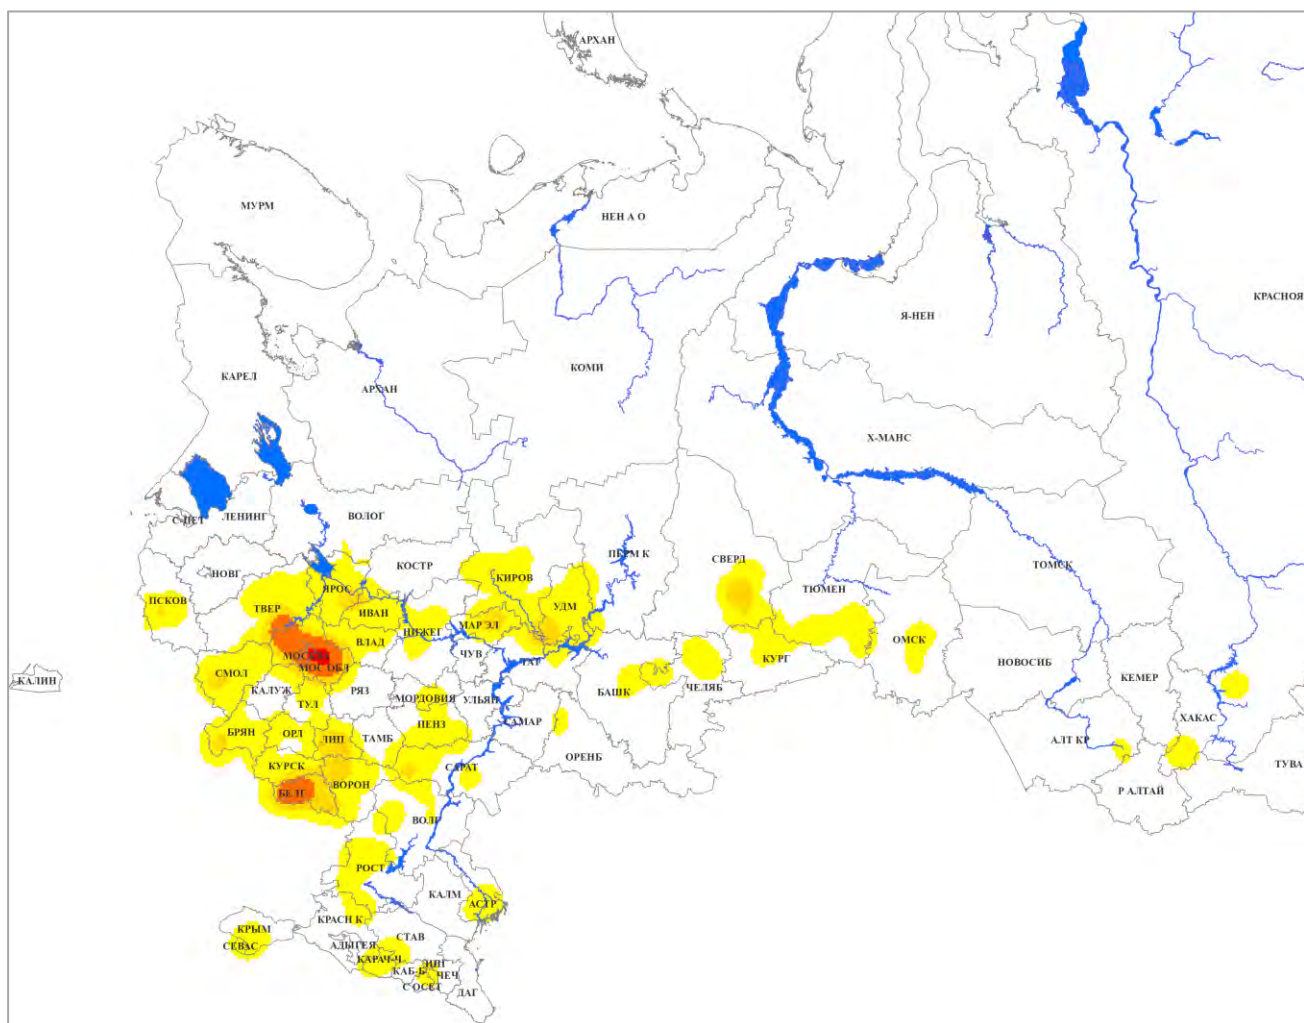 АРХАН
МУРМ
НЕН А О
КРАСНОЯ
Я-НЕН
КАРЕЛ
КОМИ
АРХАН
Х-МАНС
С-ПЕТ
ЛЕНИНГ
ВОЛОГ
ПЕРМ К
СВЕРД
ТОМСК
КОСТР
НОВГ
КИРОВ
ЯРОС
ТЮМЕН
ПСКОВ
ТВЕР
ИВАН
УДМ
МАР ЭЛ
НИЖЕГ
ВЛАД
ОМСК
МОСКВА
ЧУВ
КУРГ
ТАТ
МОС ОБЛ
НОВОСИБ
СМОЛ
КЕМЕР
КАЛИН
КАЛУЖ
РЯЗ
МОРДОВИЯ
УЛЬЯН
БАШК
ЧЕЛЯБ
ТУЛ
ХАКАС
САМАР
ПЕНЗ
БРЯН
ОРЛ
ЛИП
ТАМБ
АЛТ КР
ОРЕНБ
КУРСК
САРАТ
ТУВА
ВОРОН
БЕЛГ
Р АЛТАЙ
ВОЛГ
РОСТ
КАЛМ
АСТР
КРАСН К
КРЫМ
СТАВ
СЕВАС
АДЫГЕЯ
КАРАЧ-Ч
ИНГ
КАБ-Б
ЧЕЧ
С ОСЕТ
ДАГ